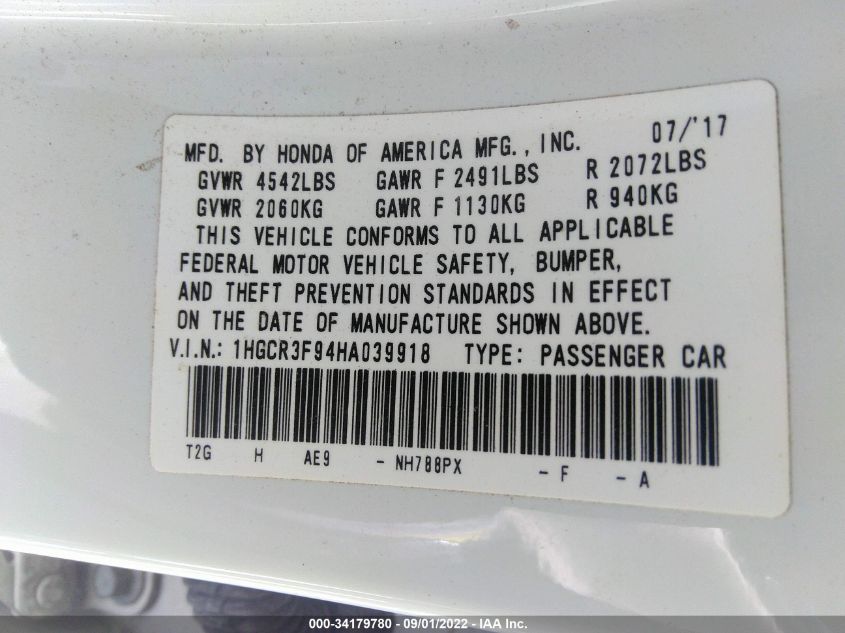 07/'17
MFD. BY HONDA OF AMERICA MFG., INC.
GVWR 4542LBS GAWR F 2491LBS R 2072LBS
GVWR 2060KG GAWR F 1130KG R 940KG
THIS VEHICLE CONFORMS TO ALL APPLICABLE
FEDERAL MOTOR VEHICLE SAFETY, BUMPER,
AND THEFT PREVENTION STANDARDS IN EFFECT
ON THE DATE OF MANUFACTURE SHOWN ABOVE.
V.I.N.: 1HGCR3F94HA039918 TYPE: PASSENGER CAR
T2G H AE9 - NH788PX - F - A
000-34179780 - 09/01/2022 - IAA Inc.